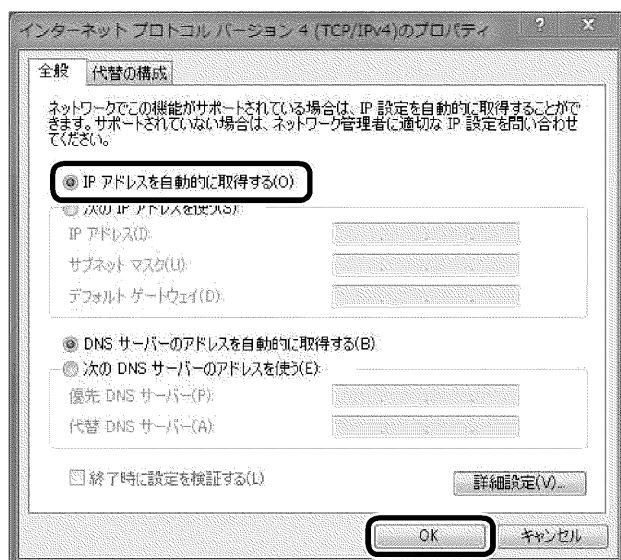 インターネット プロトコル バージョン 4 (TCP/IPv4)のプロパティ
全般
代替の構成
ネットワークでこの機能がサポートされている場合は、IP 設定を自動的に取得することがで
きます。サポートされていない場合は、ネットワーク管理者に適切な IP 設定を問い合わせ
てください。
IP アドレスを自動的に取得する(O)
次の IP アドレスを使う(S):
IP アドレス(I):
サブネット マスク(U):
デフォルト ゲートウェイ(D):
DNS サーバーのアドレスを自動的に取得する(B)
次の DNS サーバーのアドレスを使う(E):
優先 DNS サーバー(P):
代替 DNS サーバー(A):
終了時に設定を検証する(L)
詳細設定(V)...
OK
キャンセル